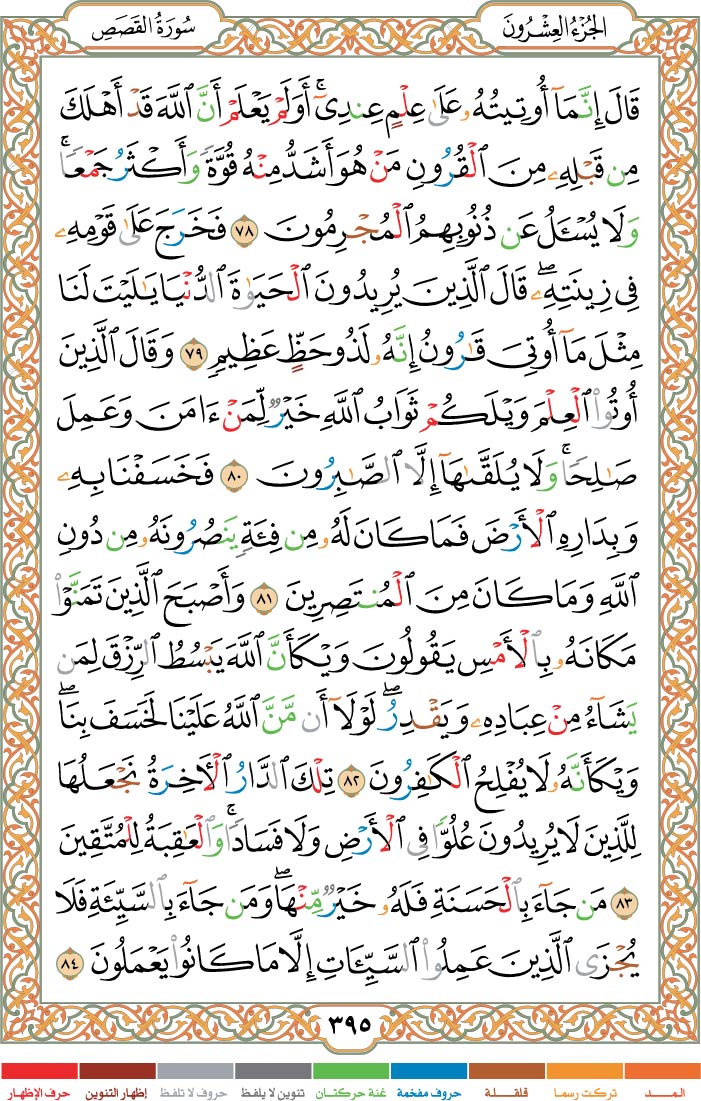 سُورَةُ القَصَصِ
الجُزْءُ العِشْرُونَ
قَالَ إِنَّمَآ أُوتِيتُهُۥ عَلَىٰ عِلْمٍ عِندِىٓ ۚ أَوَلَمْ يَعْلَمْ أَنَّ ٱللَّهَ قَدْ أَهْلَكَ
مِن قَبْلِهِۦ مِنَ ٱلْقُرُونِ مَنْ هُوَ أَشَدُّ مِنْهُ قُوَّةً وَأَكْثَرُ جَمْعًا ۚ
وَلَا يُسْـَٔلُ عَن ذُنُوبِهِمُ ٱلْمُجْرِمُونَ ٧٨ فَخَرَجَ عَلَىٰ قَوْمِهِۦ
فِى زِينَتِهِۦ ۖ قَالَ ٱلَّذِينَ يُرِيدُونَ ٱلْحَيَوٰةَ ٱلدُّنْيَا يَـٰلَيْتَ لَنَا
مِثْلَ مَآ أُوتِىَ قَـٰرُونُ إِنَّهُۥ لَذُو حَظٍّ عَظِيمٍ ٧٩ وَقَالَ ٱلَّذِينَ
أُوتُوا۟ ٱلْعِلْمَ وَيْلَكُمْ ثَوَابُ ٱللَّهِ خَيْرٌ لِّمَنْ ءَامَنَ وَعَمِلَ
صَـٰلِحًا ۚ وَلَا يُلَقَّىٰهَآ إِلَّا ٱلصَّـٰبِرُونَ ٨٠ فَخَسَفْنَا بِهِۦ
وَبِدَارِهِ ٱلْأَرْضَ فَمَا كَانَ لَهُۥ مِن فِئَةٍ يَنصُرُونَهُۥ مِن دُونِ
ٱللَّهِ وَمَا كَانَ مِنَ ٱلْمُنتَصِرِينَ ٨١ وَأَصْبَحَ ٱلَّذِينَ تَمَنَّوْا۟
مَكَانَهُۥ بِٱلْأَمْسِ يَقُولُونَ وَيْكَأَنَّ ٱللَّهَ يَبْسُطُ ٱلرِّزْقَ لِمَن
يَشَآءُ مِنْ عِبَادِهِۦ وَيَقْدِرُ ۖ لَوْلَآ أَن مَّنَّ ٱللَّهُ عَلَيْنَا لَخَسَفَ بِنَا ۖ
وَيْكَأَنَّهُۥ لَا يُفْلِحُ ٱلْكَـٰفِرُونَ ٨٢ تِلْكَ ٱلدَّارُ ٱلْـَٔاخِرَةُ نَجْعَلُهَا
لِلَّذِينَ لَا يُرِيدُونَ عُلُوًّا فِى ٱلْأَرْضِ وَلَا فَسَادًا ۚ وَٱلْعَـٰقِبَةُ لِلْمُتَّقِينَ
٨٣ مَن جَآءَ بِٱلْحَسَنَةِ فَلَهُۥ خَيْرٌ مِّنْهَا ۖ وَمَن جَآءَ بِٱلسَّيِّئَةِ فَلَا
يُجْزَى ٱلَّذِينَ عَمِلُوا۟ ٱلسَّيِّـَٔاتِ إِلَّا مَا كَانُوا۟ يَعْمَلُونَ ٨٤
٣٩٥
المـــد تركت رسما قلقـــلة حروف مفخمة غنة حركتـان تنوين لا يلفظ حروف لا تلفظ إظهار التنوين حرف الإظهار